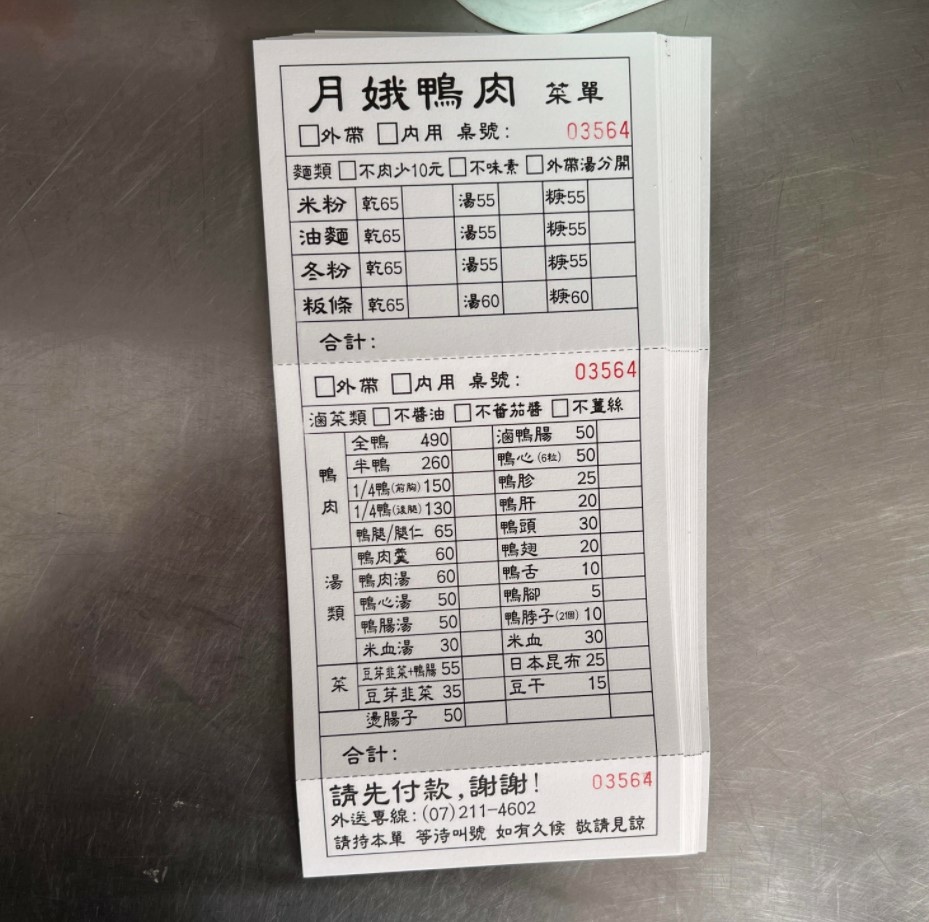 月娥鴨肉 菜單
□外帶 □內用 桌號: 03564
麵類 □不肉少10元 □不味素 □外帶湯分開
米粉 乾65 湯55 糖55
油麵 乾65 湯55 糖55
冬粉 乾65 湯55 糖55
粄條 乾65 湯60 糖60
合計:
□外帶 □內用 桌號: 03564
滷菜類 □不醬油 □不蕃茄醬 □不薑絲
鴨肉
全鴨 490 滷鴨腸 50
半鴨 260 鴨心(6粒) 50
1/4鴨(前胸)150 鴨胗 25
1/4鴨(後腿)130 鴨肝 20
鴨腿/腿仁 65 鴨頭 30
湯類
鴨肉羹 60 鴨翅 20
鴨肉湯 60 鴨舌 10
鴨心湯 50 鴨腳 5
鴨腸湯 50 鴨脖子(2個) 10
米血湯 30 米血 30
菜
豆芽韭菜+鴨腸 55 日本昆布 25
豆芽韭菜 35 豆干 15
燙腸子 50
合計:
請先付款,謝謝! 03564
外送專線:(07)211-4602
請持本單 等待叫號 如有久候 敬請見諒